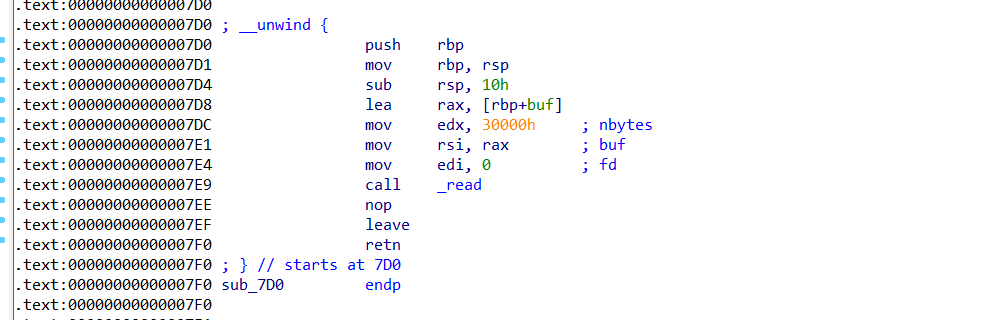 .text:00000000000007D0
.text:00000000000007D0 ; __unwind {
.text:00000000000007D0 push rbp
.text:00000000000007D1 mov rbp, rsp
.text:00000000000007D4 sub rsp, 10h
.text:00000000000007D8 lea rax, [rbp+buf]
.text:00000000000007DC mov edx, 30000h ; nbytes
.text:00000000000007E1 mov rsi, rax ; buf
.text:00000000000007E4 mov edi, 0 ; fd
.text:00000000000007E9 call _read
.text:00000000000007EE nop
.text:00000000000007EF leave
.text:00000000000007F0 retn
.text:00000000000007F0 ; } // starts at 7D0
.text:00000000000007F0 sub_7D0 endp
.text:00000000000007F0